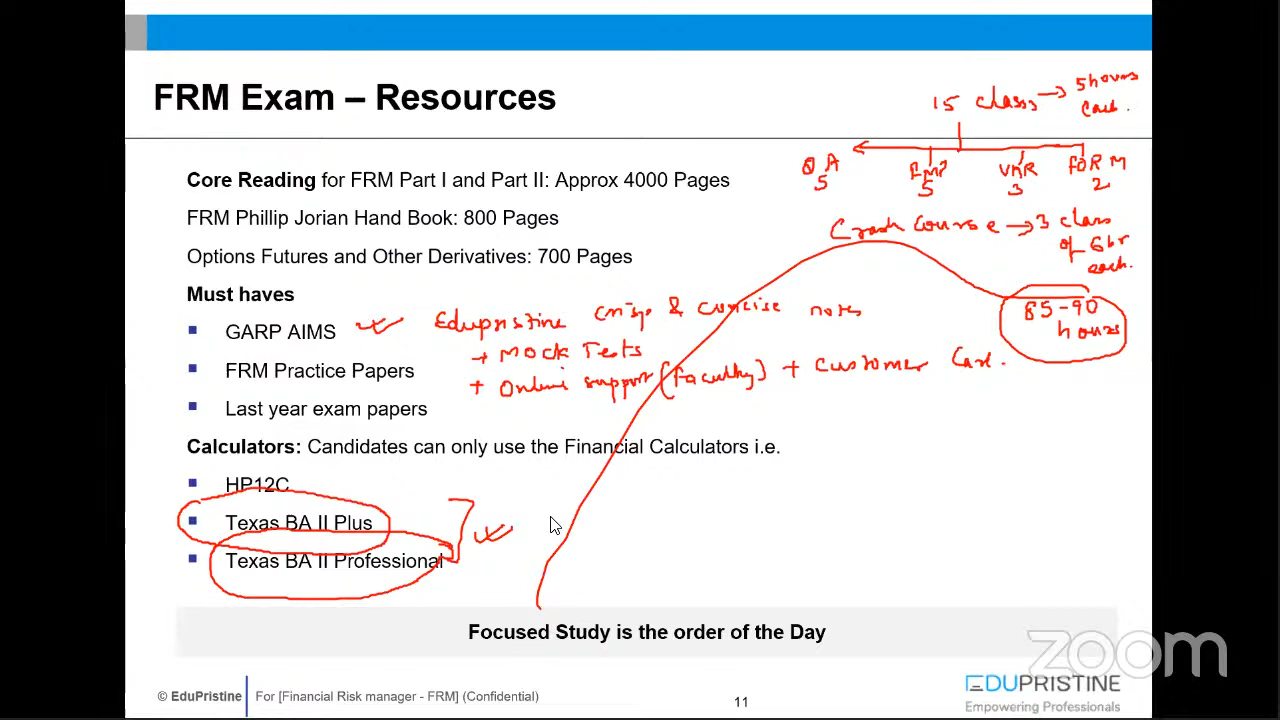 FRM Exam – Resources
15 classs → 5 hours each.
QA 5 FMP 5 VAR 3 FORM 2
Crash course → 3 class of 6hr each.
85-90 hours
Core Reading for FRM Part I and Part II: Approx 4000 Pages
FRM Phillip Jorian Hand Book: 800 Pages
Options Futures and Other Derivatives: 700 Pages
Must haves
GARP AIMS
Edupristine crisp & concise notes
+ Mock Tests
+ Online support (faculty) + customer Care.
FRM Practice Papers
Last year exam papers
Calculators: Candidates can only use the Financial Calculators i.e.
HP12C
Texas BA II Plus
Texas BA II Professional
Focused Study is the order of the Day
zoom
© EduPristine
For [Financial Risk manager - FRM] (Confidential)
11
EDUPRISTINE
Empowering Professionals